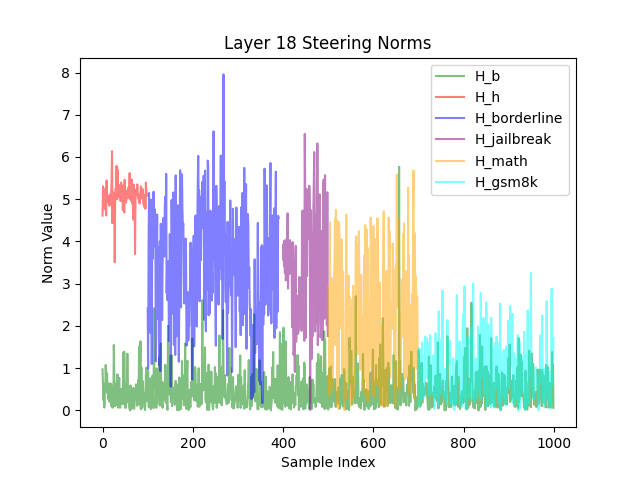 Layer 18 Steering Norms
8
7
6
5
4
3
2
1
0
Norm Value
H_b
H_h
H_borderline
H_jailbreak
H_math
H_gsm8k
0 200 400 600 800 1000
Sample Index